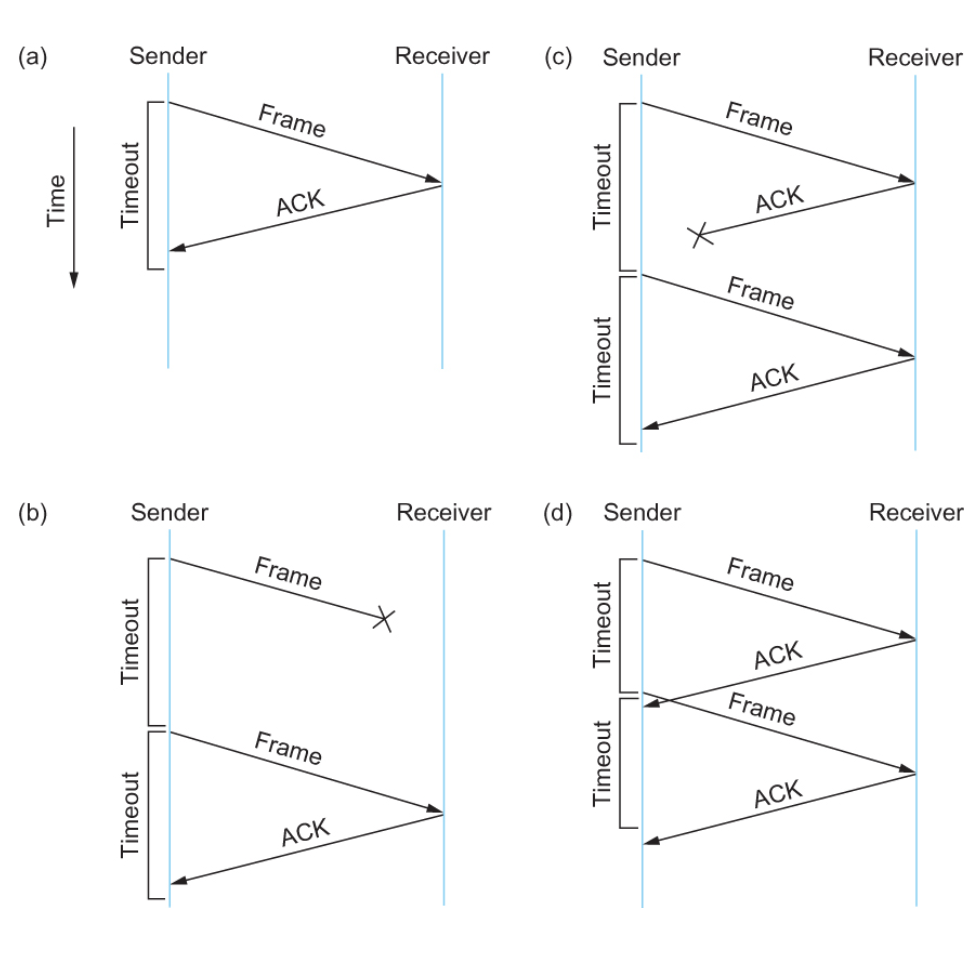 (a)
Sender
Receiver
Time
Timeout
Frame
ACK
(c)
Sender
Receiver
Timeout
Frame
ACK
Timeout
Frame
ACK
(b)
Sender
Receiver
Timeout
Frame
Timeout
Frame
ACK
(d)
Sender
Receiver
Timeout
Frame
ACK
Timeout
Frame
ACK